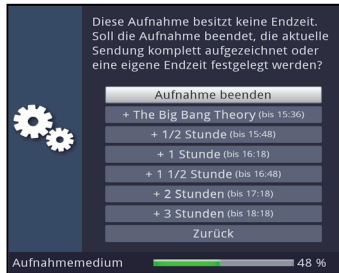 Diese Aufnahme besitzt keine Endzeit.
Soll die Aufnahme beendet, die aktuelle
Sendung komplett aufgezeichnet oder
eine eigene Endzeit festgelegt werden?
Aufnahme beenden
+ The Big Bang Theory (bis 15:36)
+ 1/2 Stunde (bis 15:48)
+ 1 Stunde (bis 16:18)
+ 1 1/2 Stunde (bis 16:48)
+ 2 Stunden (bis 17:18)
+ 3 Stunden (bis 18:18)
Zurück
Aufnahmemedium 48 %